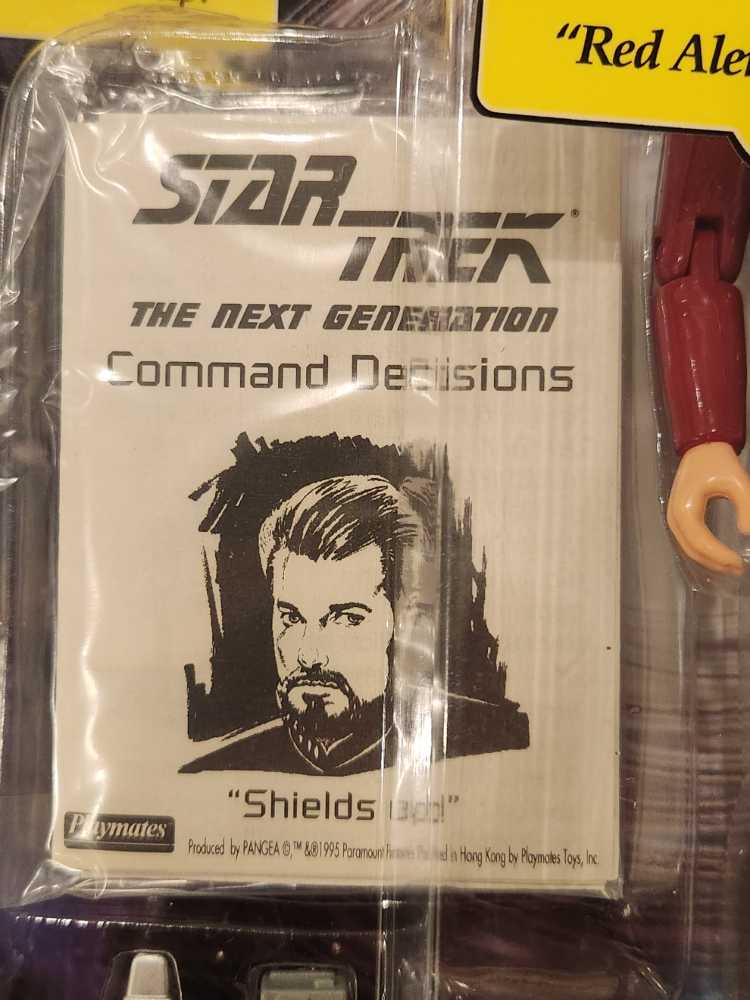 "Red
STAR
TREK®
THE NEXT GENERATION
Command Decisions
"Shields up!"
Playmates
Produced by PANGEA ©,™ &®1995 Paramount Pictures Printed in Hong Kong by Playmates Toys, Inc.